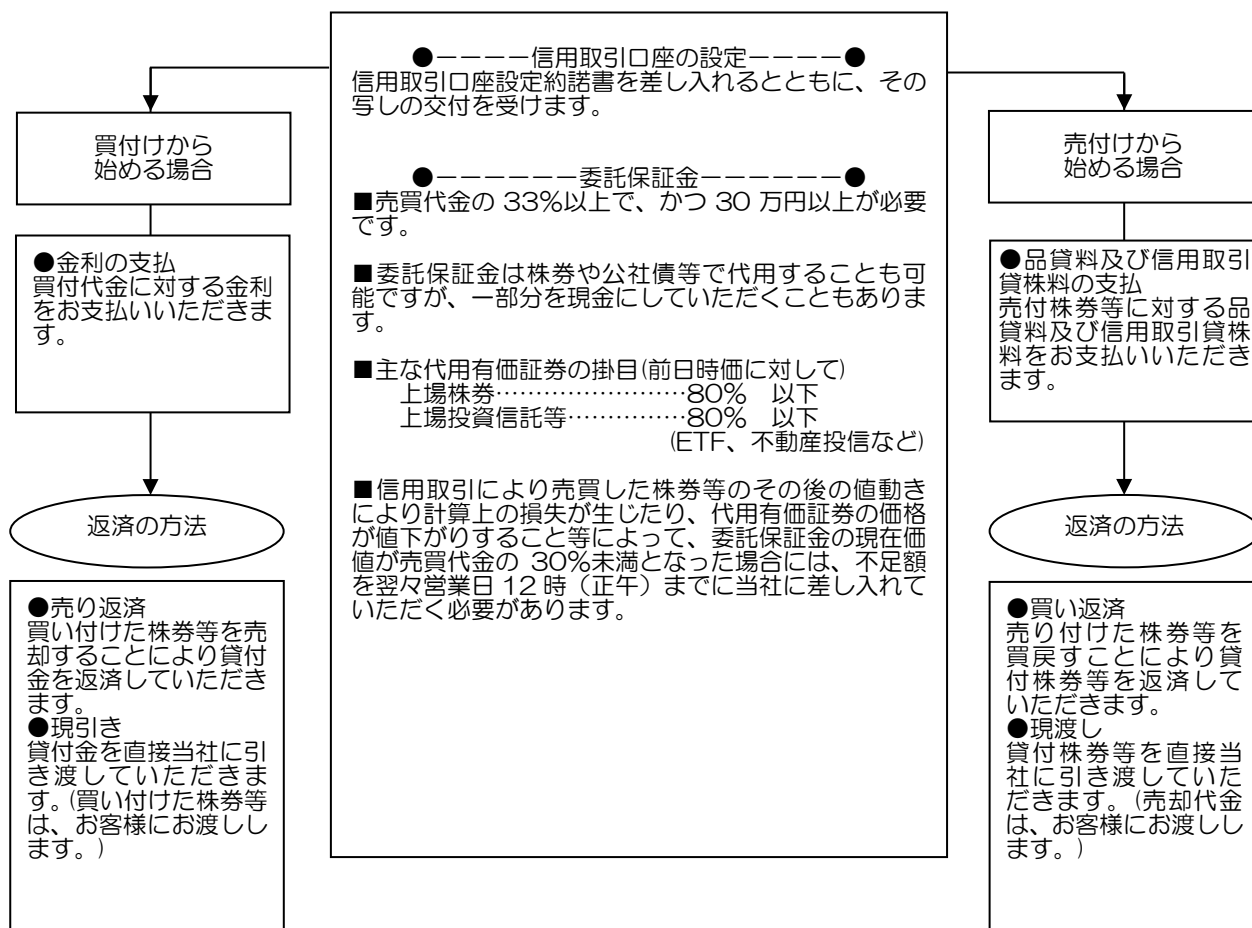 ●ーーーー信用取引口座の設定ーーーー●
信用取引口座設定約諾書を差し入れるとともに、その
写しの交付を受けます。
●ーーーーーー委託保証金ーーーーーー●
■売買代金の 33%以上で、かつ 30 万円以上が必要
です。
■委託保証金は株券や公社債等で代用することも可
能ですが、一部分を現金にしていただくこともありま
す。
■主な代用有価証券の掛目(前日時価に対して)
上場株券……………………80% 以下
上場投資信託等……………80% 以下
(ETF、不動産投信など)
■信用取引により売買した株券等のその後の値動き
により計算上の損失が生じたり、代用有価証券の価格
が値下がりすること等によって、委託保証金の現在価
値が売買代金の 30%未満となった場合には、不足額
を翌々営業日 12 時（正午）までに当社に差し入れて
いただく必要があります。
買付けから
始める場合
●金利の支払
買付代金に対する金利
をお支払いいただきま
す。
返済の方法
●売り返済
買い付けた株券等を売
却することにより貸付
金を返済していただき
ます。
●現引き
貸付金を直接当社に引
き渡していただきま
す。(買い付けた株券等
は、お客様にお渡しし
ます。)
売付けから
始める場合
●品貸料及び信用取引
貸株料の支払
売付株券等に対する品
貸料及び信用取引貸株
料をお支払いいただき
ます。
返済の方法
●買い返済
売り付けた株券等を
買戻すことにより貸
付株券等を返済して
いただきます。
●現渡し
貸付株券等を直接当
社に引き渡していた
だきます。(売却代金
は、お客様にお渡しし
ます。)